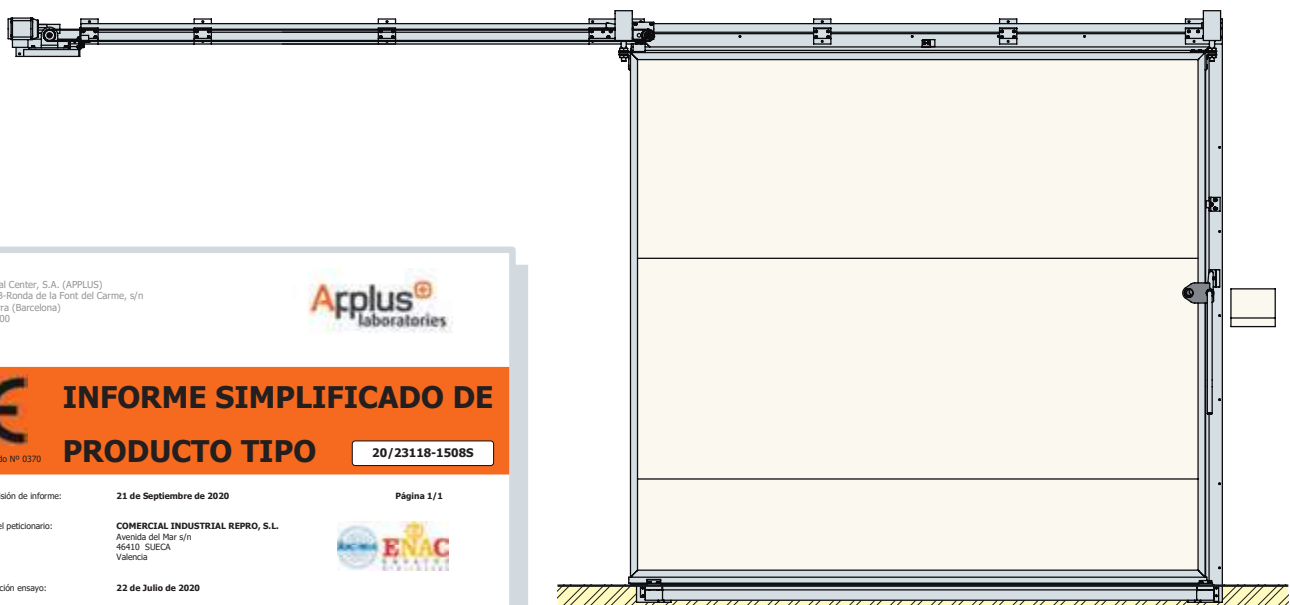 al Center, S.A. (APPLUS)
-Ronda de la Font del Carme, s/n
ra (Barcelona)
00
Applus+
laboratories
INFORME SIMPLIFICADO DE
PRODUCTO TIPO
20/23118-1508S
do Nº 0370
sión de informe:
21 de Septiembre de 2020
Página 1/1
el peticionario:
COMERCIAL INDUSTRIAL REPRO, S.L.
Avenida del Mar s/n
46410 SUECA
Valencia
ENAC
ción ensayo:
22 de Julio de 2020